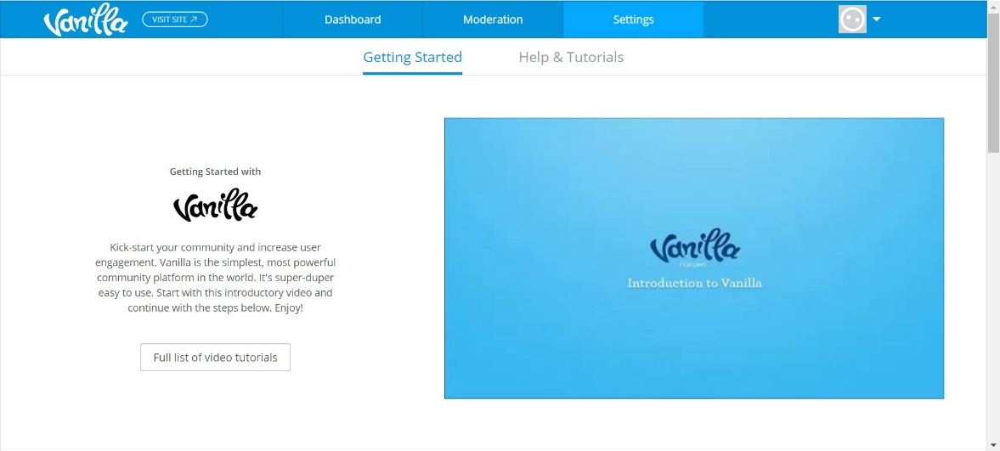 Vanilla VISIT SITE Dashboard Moderation Settings
Getting Started Help & Tutorials
Getting Started with
Vanilla
Kick-start your community and increase user
engagement. Vanilla is the simplest, most powerful
community platform in the world. It's super-duper
easy to use. Start with this introductory video and
continue with the steps below. Enjoy!
Full list of video tutorials
Vanilla
FORUMS
Introduction to Vanilla